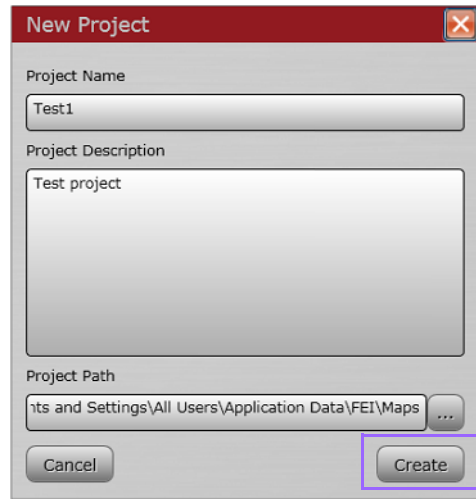 New Project
Project Name
Test1
Project Description
Test project
Project Path
and Settings\All Users\Application Data\FEI\Maps
...
Cancel
Create